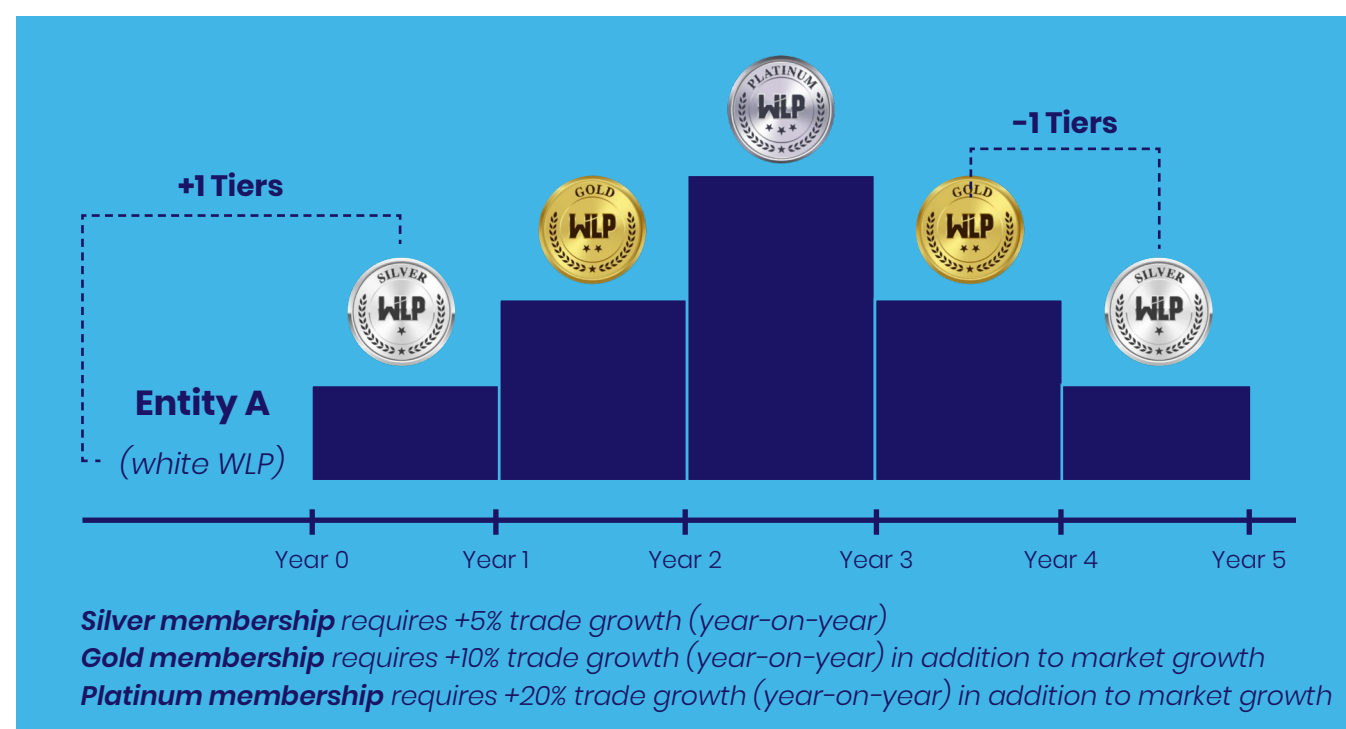 PLATINUM
WLP
-1 Tiers
+1 Tiers
GOLD
WLP
GOLD
WLP
SILVER
WLP
SILVER
WLP
Entity A
(white WLP)
Year 0
Year 1
Year 2
Year 3
Year 4
Year 5
Silver membership requires +5% trade growth (year-on-year)
Gold membership requires +10% trade growth (year-on-year) in addition to market growth
Platinum membership requires +20% trade growth (year-on-year) in addition to market growth